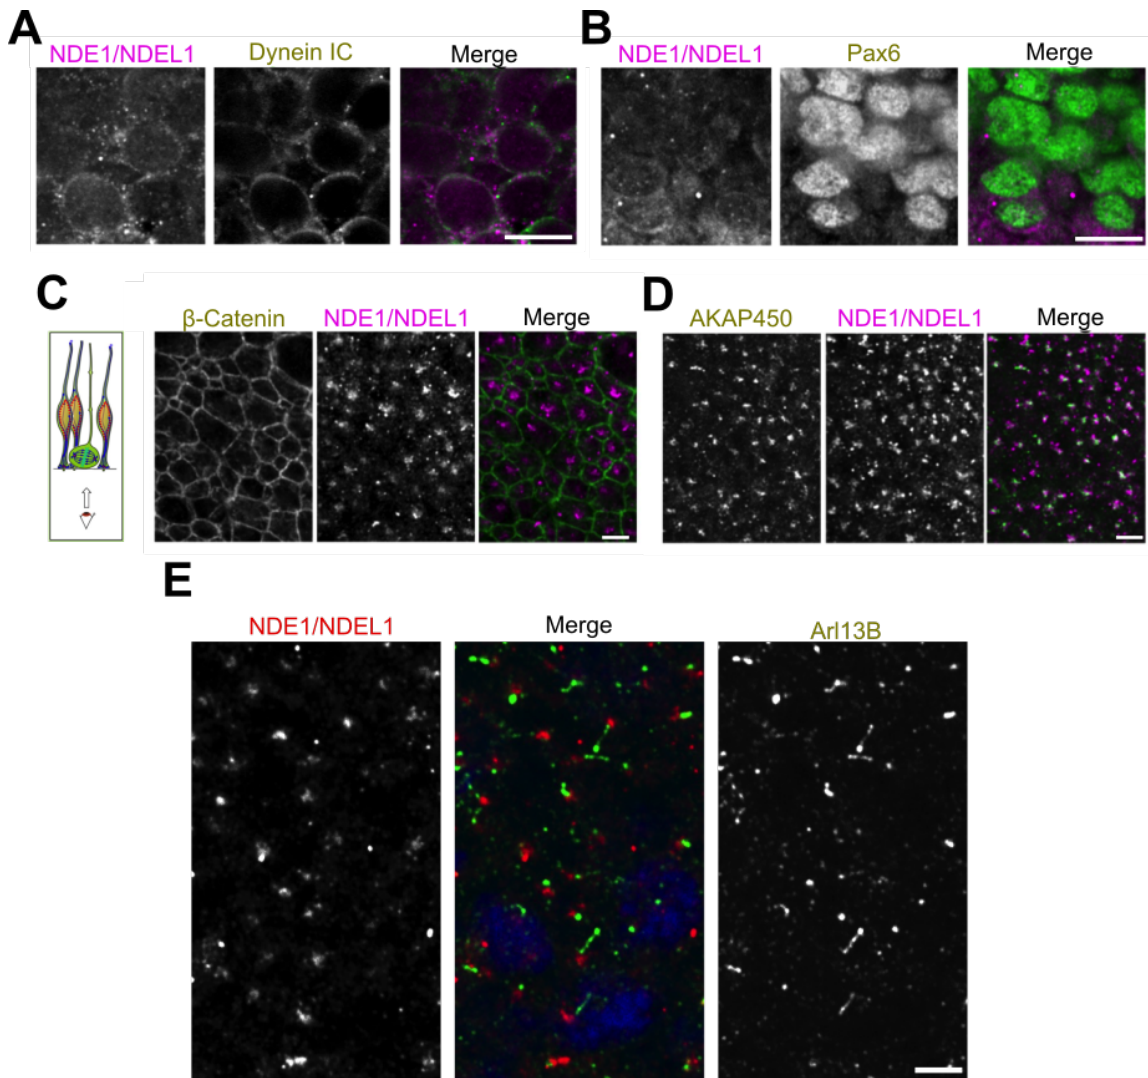 A
NDE1/NDEL1 Dynein IC Merge
B
NDE1/NDEL1 Pax6 Merge
C
β-Catenin NDE1/NDEL1 Merge
D
AKAP450 NDE1/NDEL1 Merge
E
NDE1/NDEL1 Merge Arl13B